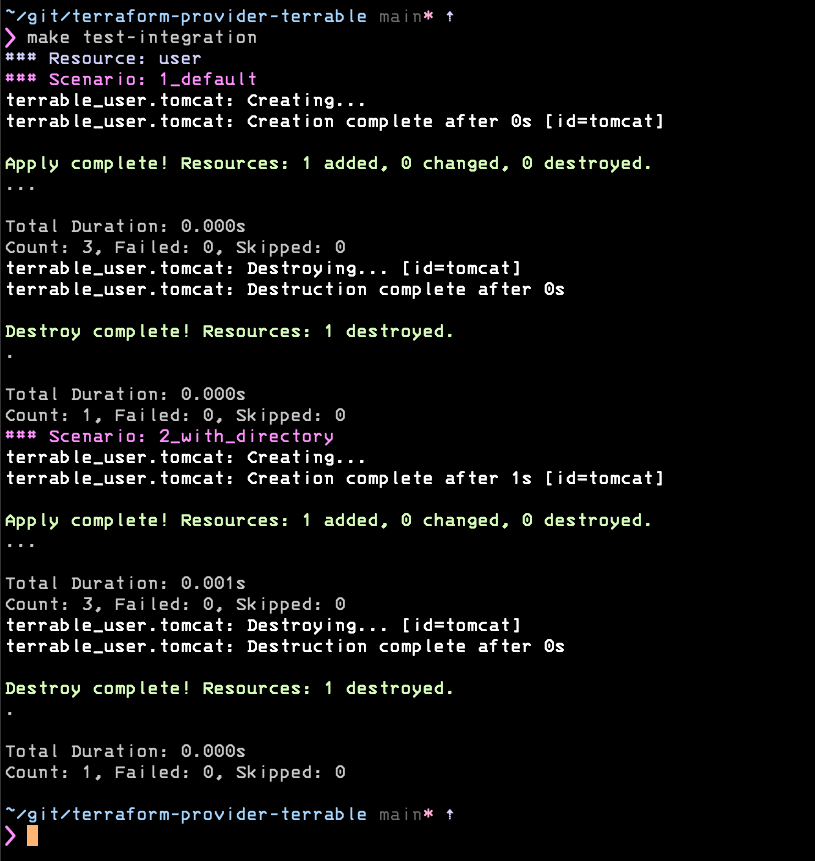 ~/git/terraform-provider-terrable main* ↑
❯ make test-integration
### Resource: user
### Scenario: 1_default
terrable_user.tomcat: Creating...
terrable_user.tomcat: Creation complete after 0s [id=tomcat]
Apply complete! Resources: 1 added, 0 changed, 0 destroyed.
...
Total Duration: 0.000s
Count: 3, Failed: 0, Skipped: 0
terrable_user.tomcat: Destroying... [id=tomcat]
terrable_user.tomcat: Destruction complete after 0s
Destroy complete! Resources: 1 destroyed.
.
Total Duration: 0.000s
Count: 1, Failed: 0, Skipped: 0
### Scenario: 2_with_directory
terrable_user.tomcat: Creating...
terrable_user.tomcat: Creation complete after 1s [id=tomcat]
Apply complete! Resources: 1 added, 0 changed, 0 destroyed.
...
Total Duration: 0.001s
Count: 3, Failed: 0, Skipped: 0
terrable_user.tomcat: Destroying... [id=tomcat]
terrable_user.tomcat: Destruction complete after 0s
Destroy complete! Resources: 1 destroyed.
.
Total Duration: 0.000s
Count: 1, Failed: 0, Skipped: 0
~/git/terraform-provider-terrable main* ↑
❯